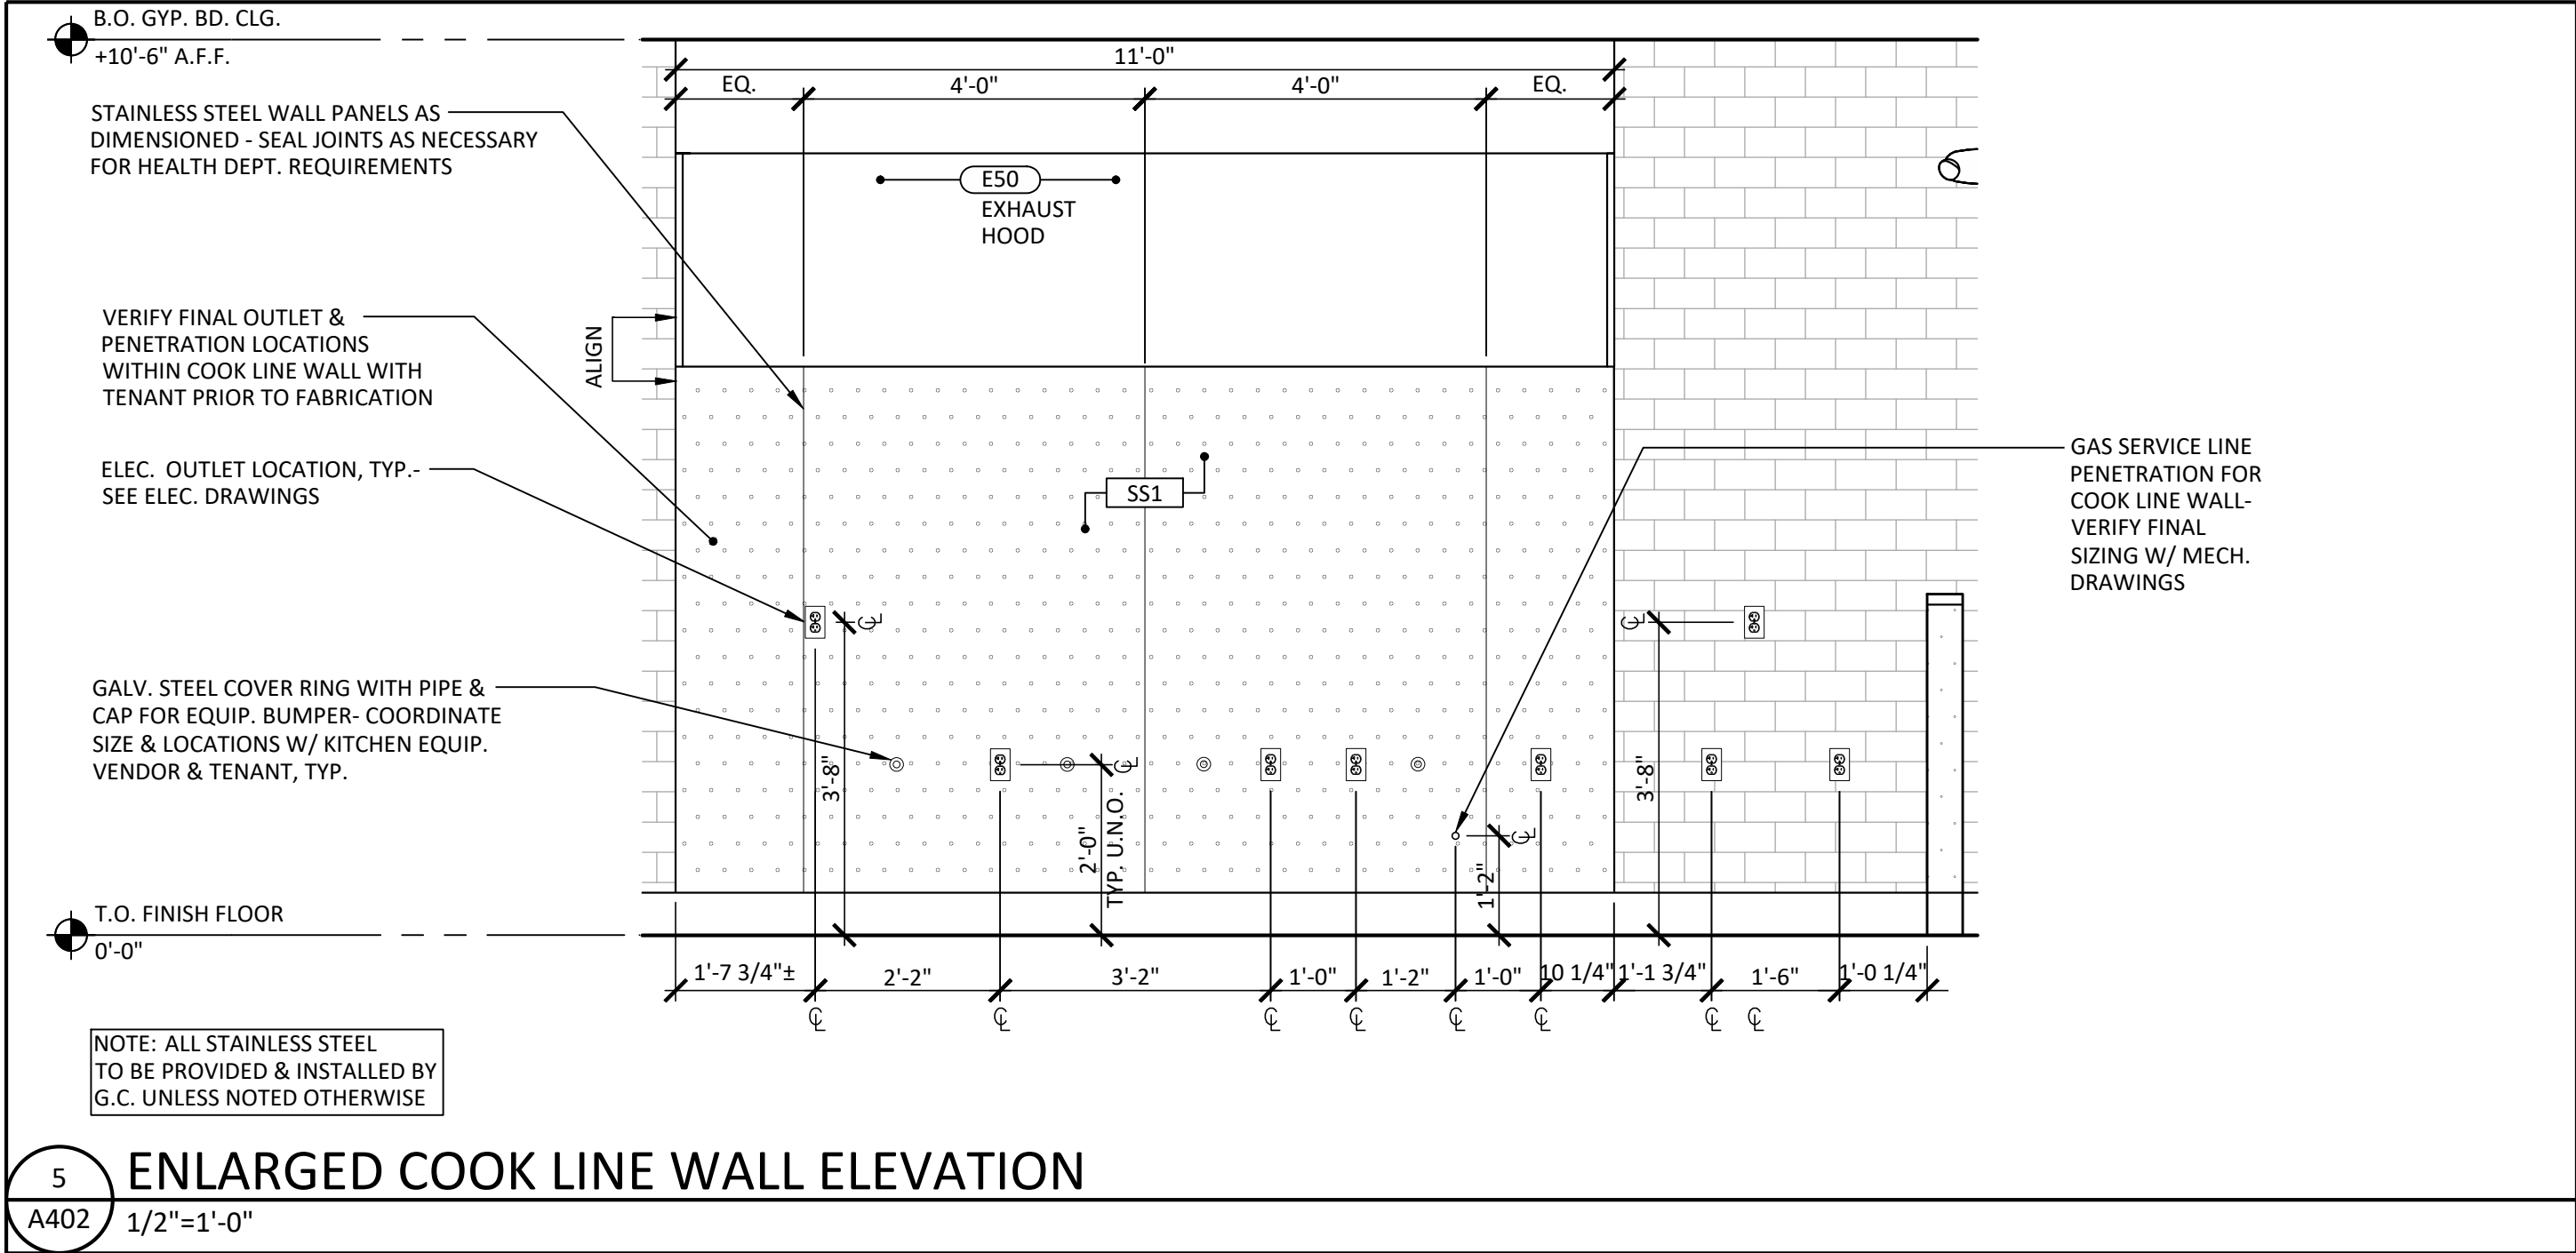 B.O. GYP. BD. CLG.
+10'-6" A.F.F.
11'-0"
EQ.
4'-0"
4'-0"
EQ.
STAINLESS STEEL WALL PANELS AS
DIMENSIONED - SEAL JOINTS AS NECESSARY
FOR HEALTH DEPT. REQUIREMENTS
E50
EXHAUST
HOOD
VERIFY FINAL OUTLET &
PENETRATION LOCATIONS
WITHIN COOK LINE WALL WITH
TENANT PRIOR TO FABRICATION
ALIGN
ELEC.  OUTLET LOCATION, TYP.-
SEE ELEC. DRAWINGS
SS1
GAS SERVICE LINE
PENETRATION FOR
COOK LINE WALL-
VERIFY FINAL
SIZING W/ MECH.
DRAWINGS
GALV. STEEL COVER RING WITH PIPE &
CAP FOR EQUIP. BUMPER- COORDINATE
SIZE & LOCATIONS W/ KITCHEN EQUIP.
VENDOR & TENANT, TYP.
℄
℄
℄
℄
3'-8"
2'-0"
TYP. U.N.O.
1'-2"
3'-8"
T.O. FINISH FLOOR
0'-0"
1'-7 3/4"±
2'-2"
3'-2"
1'-0"
1'-2"
1'-0"
10 1/4"
1'-1 3/4"
1'-6"
1'-0 1/4"
℄
℄
℄
℄
℄
℄
℄
℄
NOTE: ALL STAINLESS STEEL
TO BE PROVIDED & INSTALLED BY
G.C. UNLESS NOTED OTHERWISE
5
A402
ENLARGED COOK LINE WALL ELEVATION
1/2"=1'-0"